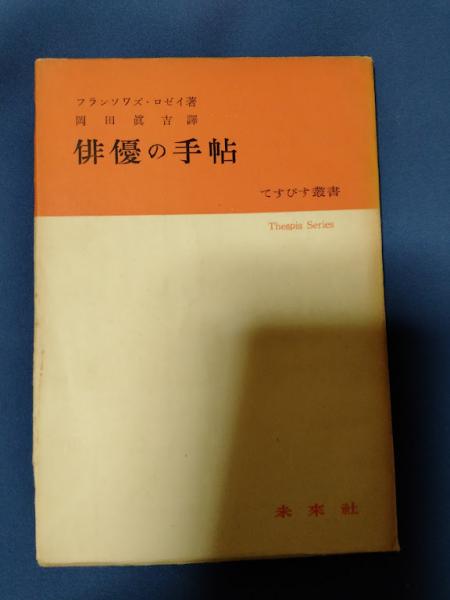 フランソワズ・ロゼイ著
岡田眞吉譯
俳優の手帖
てすぴす叢書
Thespis Series
未來社